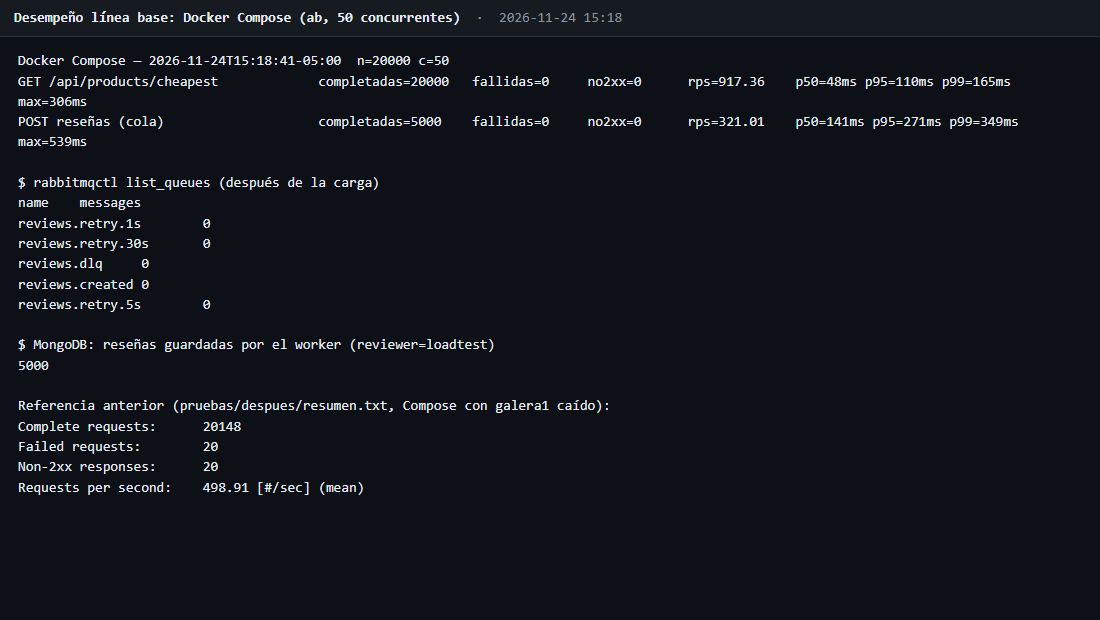 Desempeño línea base: Docker Compose (ab, 50 concurrentes) · 2026-11-24 15:18
Docker Compose — 2026-11-24T15:18:41-05:00 n=20000 c=50
GET /api/products/cheapest completadas=20000 fallidas=0 no2xx=0 rps=917.36 p50=48ms p95=110ms p99=165ms
max=306ms
POST reseñas (cola) completadas=5000 fallidas=0 no2xx=0 rps=321.01 p50=141ms p95=271ms p99=349ms
max=539ms
$ rabbitmqctl list_queues (después de la carga)
name messages
reviews.retry.1s 0
reviews.retry.30s 0
reviews.dlq 0
reviews.created 0
reviews.retry.5s 0
$ MongoDB: reseñas guardadas por el worker (reviewer=loadtest)
5000
Referencia anterior (pruebas/despues/resumen.txt, Compose con galera1 caído):
Complete requests: 20148
Failed requests: 20
Non-2xx responses: 20
Requests per second: 498.91 [#/sec] (mean)